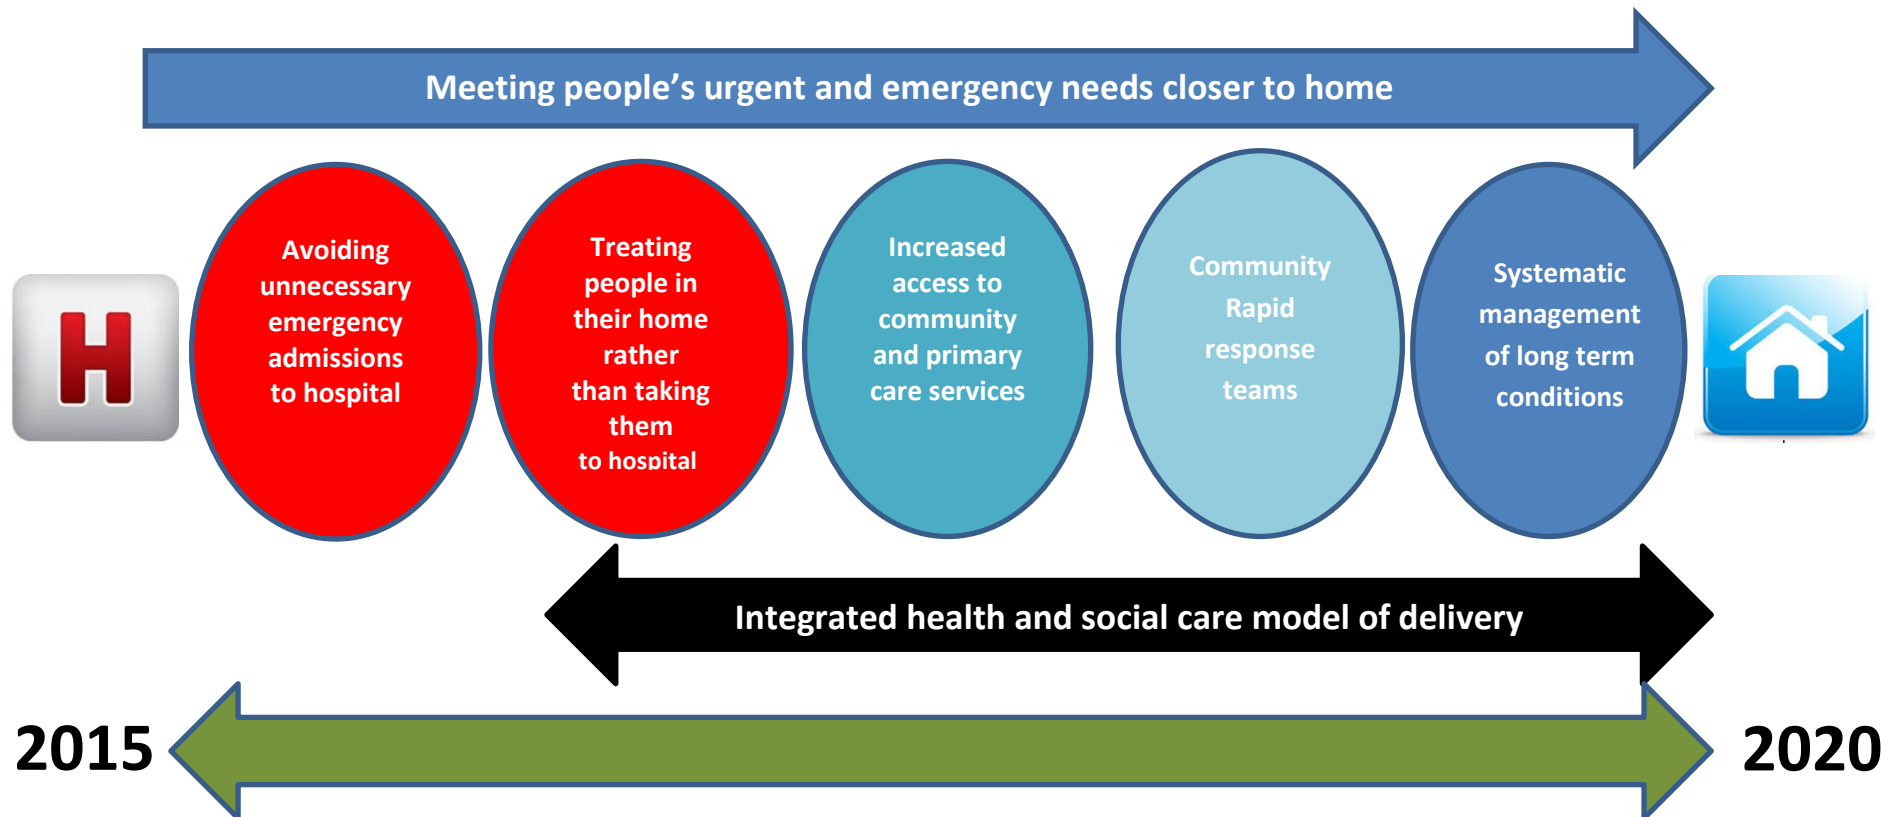 Meeting people’s urgent and emergency needs closer to home
H
Avoiding
unnecessary
emergency
admissions
to hospital
Treating
people in
their home
rather
than taking
them
to hospital
Increased
access to
community
and primary
care services
Community
Rapid
response
teams
Systematic
management
of long term
conditions
Integrated health and social care model of delivery
2015
2020